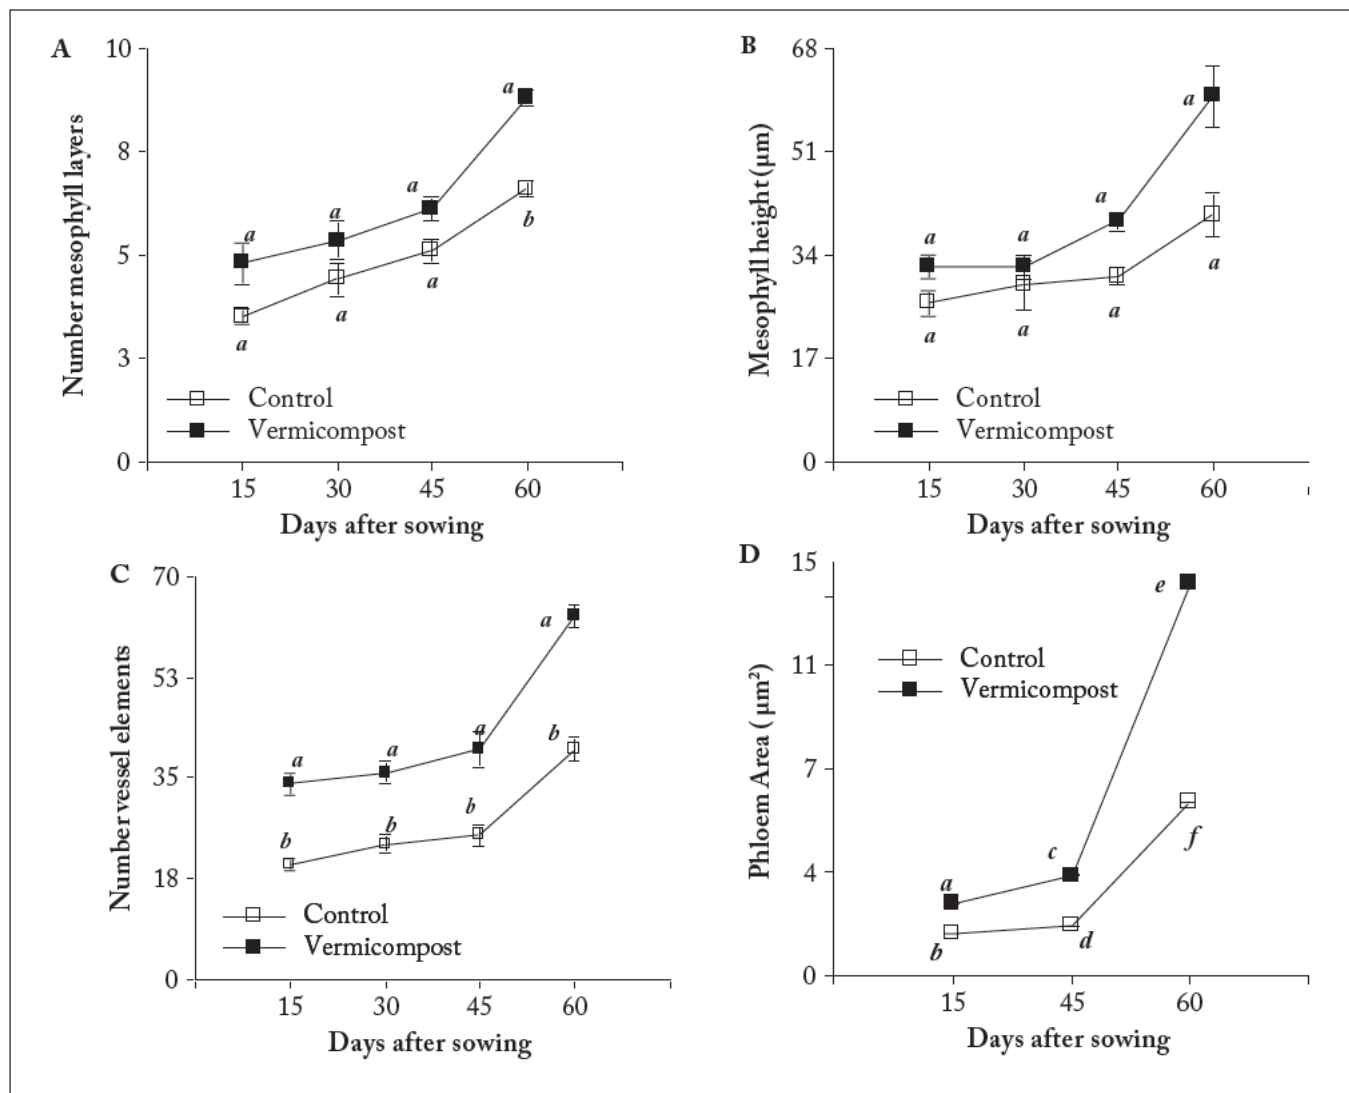 A
10
8
5
3
0
Number mesophyll layers
a
a
a
a
a
a
a
b
Control
Vermicompost
15 30 45 60
Days after sowing
B
68
51
34
17
0
Mesophyll height (µm)
a
a
a
a
a
a
a
a
Control
Vermicompost
15 30 45 60
Days after sowing
C
70
53
35
18
0
Number vessel elements
a
a
a
a
b
b
b
b
Control
Vermicompost
15 30 45 60
Days after sowing
D
15
11
7
4
0
Phloem Area ( µm²)
Control
Vermicompost
a
c
e
b
d
f
15 45 60
Days after sowing